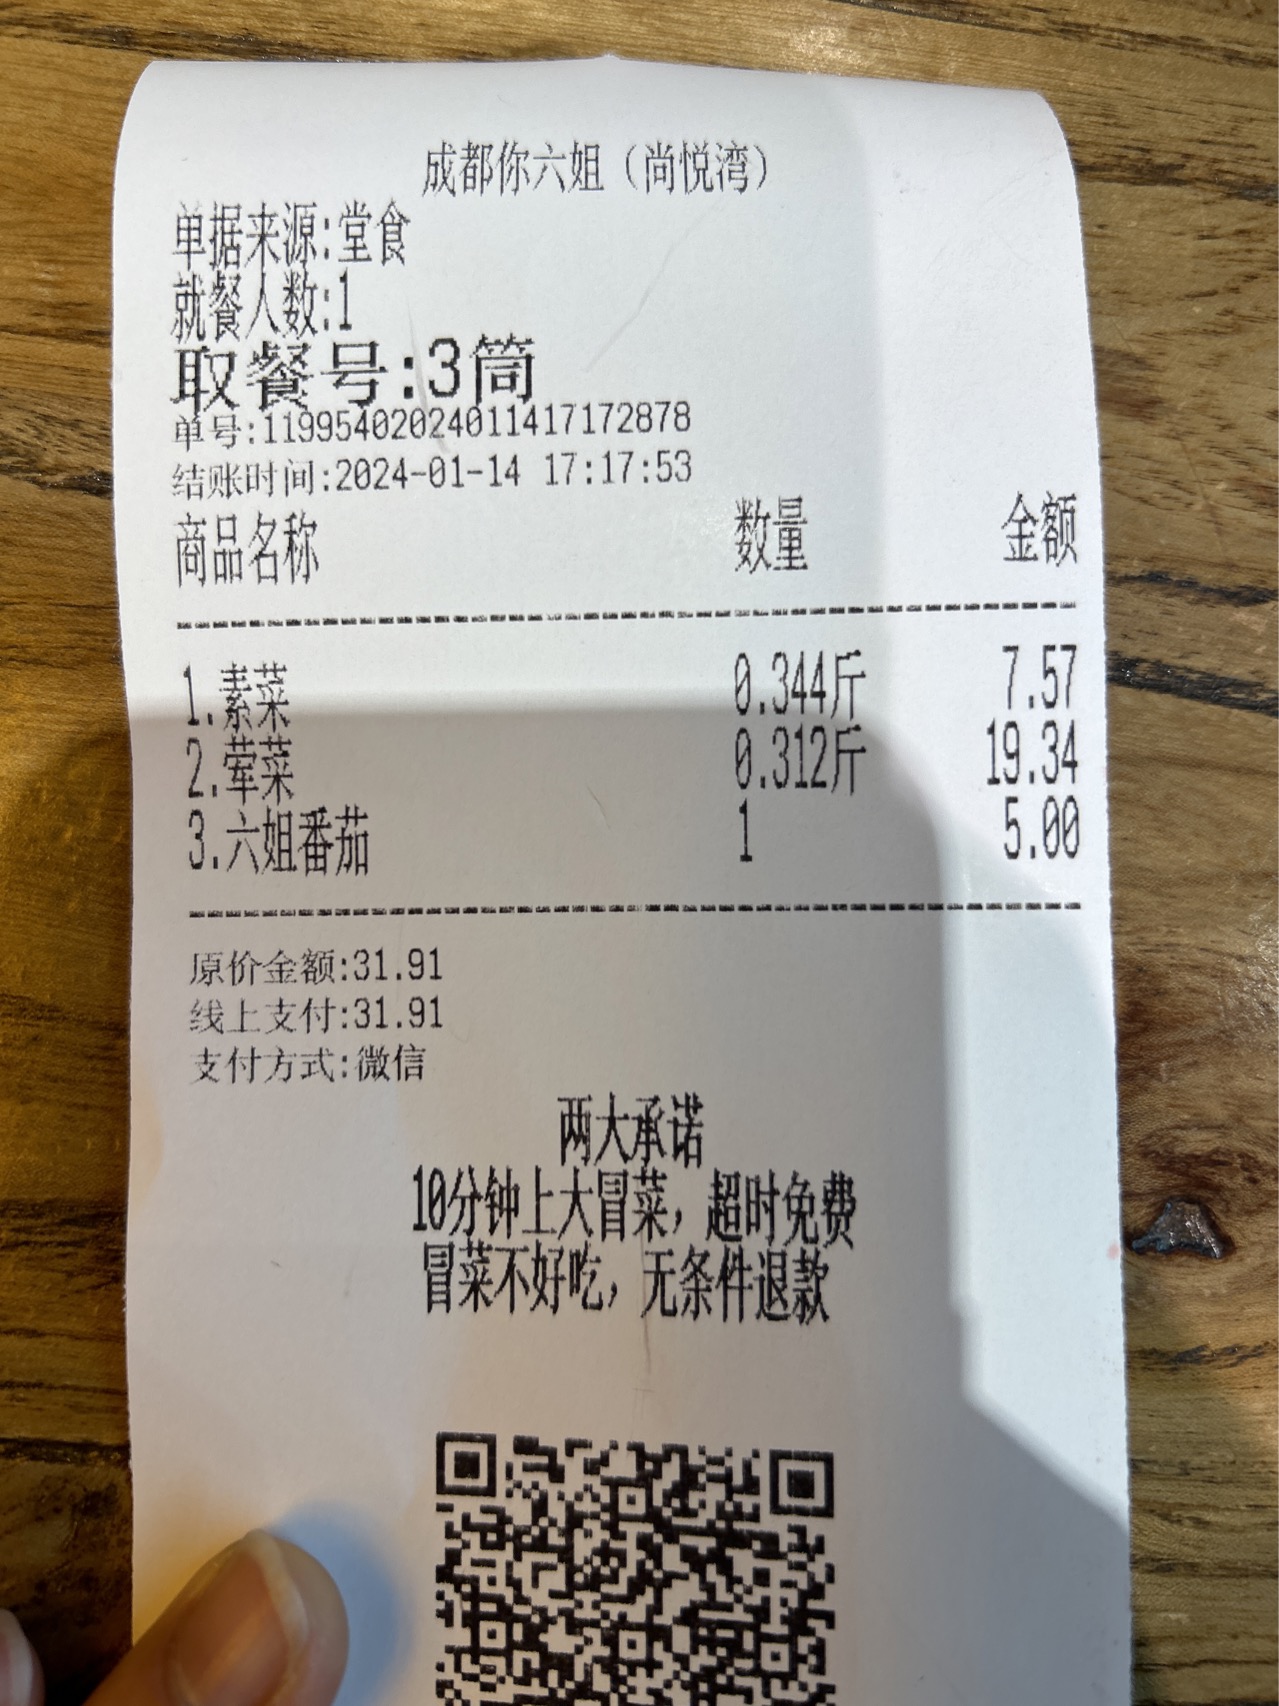 成都你六姐（尚悦湾）
单据来源:堂食
就餐人数:1
取餐号:3筒
单号:11995402024011417172878
结账时间:2024-01-14 17:17:53
商品名称 数量 金额
1.素菜 0.344斤 7.57
2.荤菜 0.312斤 19.34
3.六姐番茄 1 5.00
原价金额:31.91
线上支付:31.91
支付方式:微信
两大承诺
10分钟上大冒菜，超时免费
冒菜不好吃，无条件退款